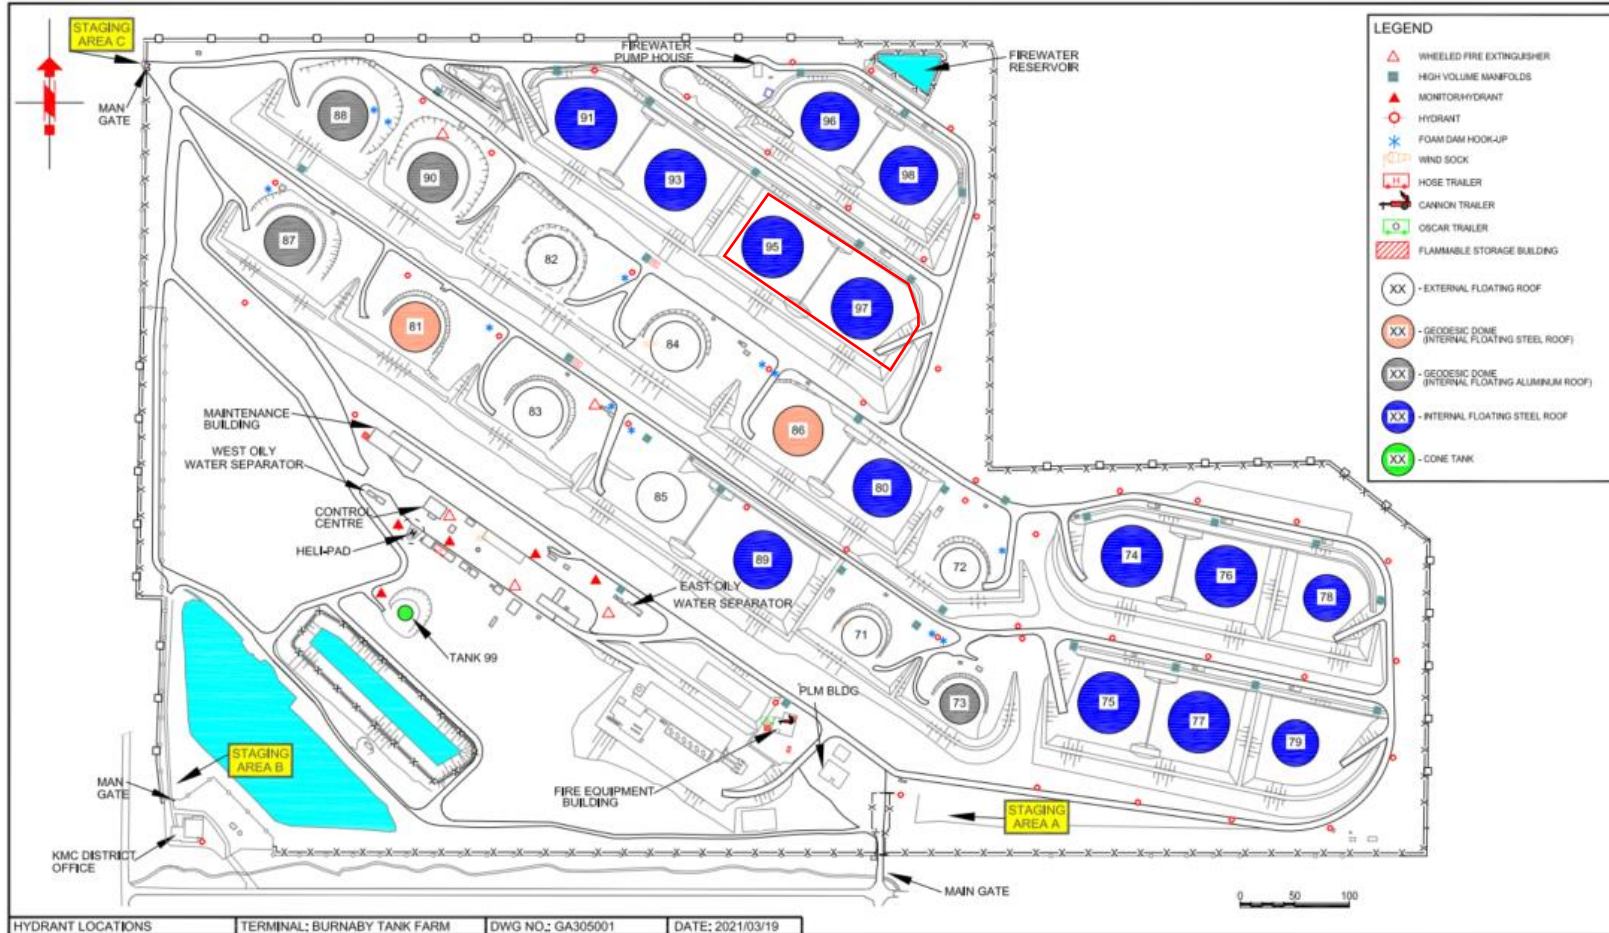 STAGING
AREA C
MAN
GATE
FIREWATER
PUMP HOUSE
FIREWATER
RESERVOIR
88
90
91
93
96
98
95
97
87
82
81
84
83
86
85
80
89
72
71
73
74
76
78
75
77
79
MAINTENANCE
BUILDING
WEST OILY
WATER SEPARATOR
CONTROL
CENTRE
HELI-PAD
H
EAST OILY
WATER SEPARATOR
TANK 99
PLM BLDG
FIRE EQUIPMENT
BUILDING
STAGING
AREA B
MAN
GATE
KMC DISTRICT
OFFICE
STAGING
AREA A
MAIN GATE
0 50 100
LEGEND
WHEELED FIRE EXTINGUISHER
HIGH VOLUME MANIFOLDS
MONITOR/HYDRANT
HYDRANT
FOAM DAM HOOK-UP
WIND SOCK
H HOSE TRAILER
CANNON TRAILER
O OSCAR TRAILER
FLAMMABLE STORAGE BUILDING
XX - EXTERNAL FLOATING ROOF
XX - GEODESIC DOME
(INTERNAL FLOATING STEEL ROOF)
XX - GEODESIC DOME
(INTERNAL FLOATING ALUMINUM ROOF)
XX - INTERNAL FLOATING STEEL ROOF
XX - CONE TANK
HYDRANT LOCATIONS
TERMINAL: BURNABY TANK FARM
DWG NO.: GA305001
DATE: 2021/03/19